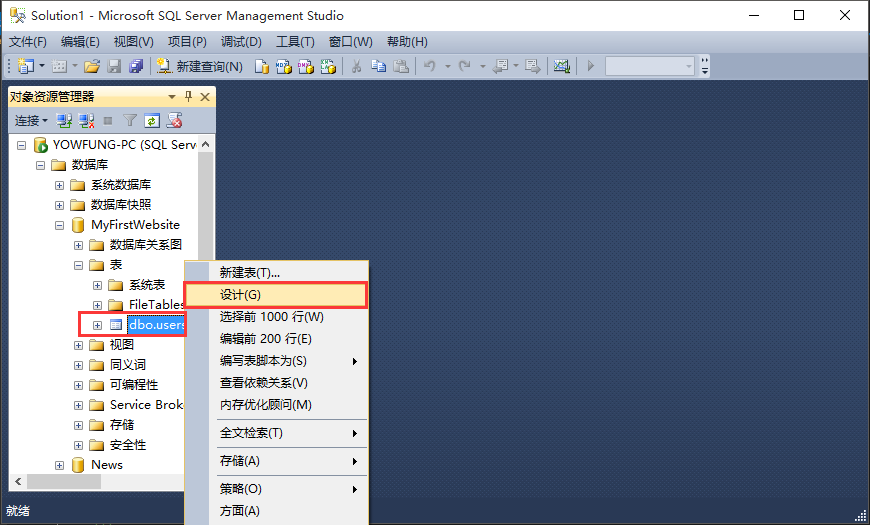 Solution1 - Microsoft SQL Server Management Studio
文件(F) 编辑(E) 视图(V) 项目(P) 调试(D) 工具(T) 窗口(W) 帮助(H)
新建查询(N)
对象资源管理器
连接
YOWFUNG-PC (SQL Serv
数据库
系统数据库
数据库快照
MyFirstWebsite
数据库关系图
表
系统表
FileTables
dbo.users
视图
同义词
可编程性
Service Brok
存储
安全性
News
新建表(T)...
设计(G)
选择前 1000 行(W)
编辑前 200 行(E)
编写表脚本为(S)
查看依赖关系(V)
内存优化顾问(M)
全文检索(T)
存储(A)
策略(O)
方面(A)
就绪